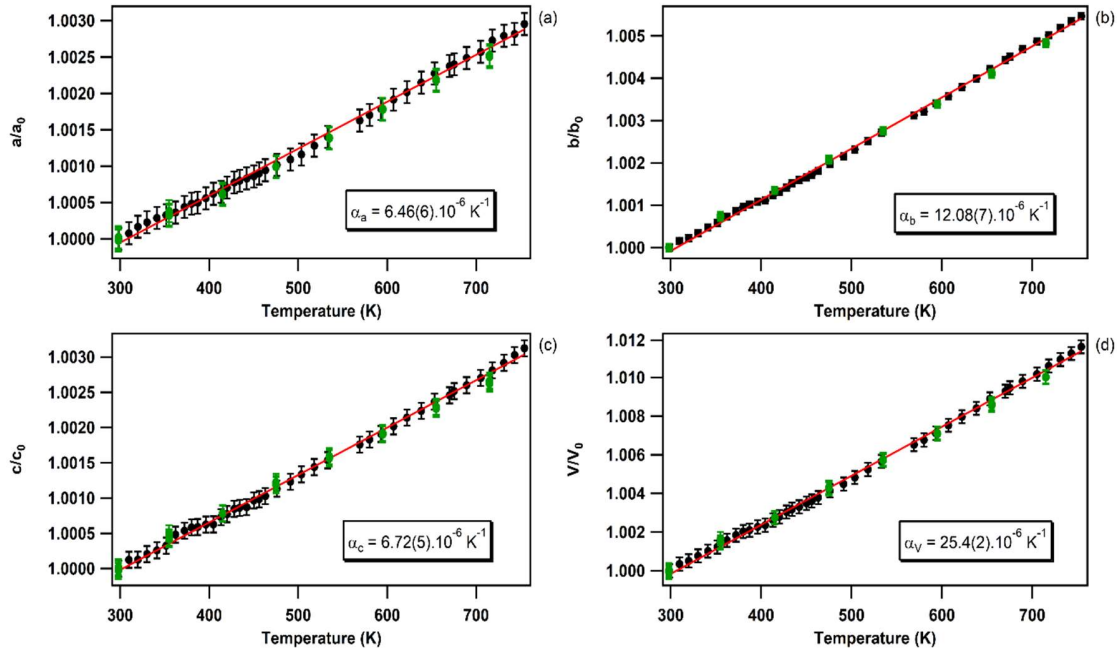 (a)
1.0030
1.0025
1.0020
1.0015
1.0010
1.0005
1.0000
a/a₀
αₐ = 6.46(6).10⁻⁶ K⁻¹
300 400 500 600 700
Temperature (K)
(b)
1.005
1.004
1.003
1.002
1.001
1.000
b/b₀
α_b = 12.08(7).10⁻⁶ K⁻¹
300 400 500 600 700
Temperature (K)
(c)
1.0030
1.0025
1.0020
1.0015
1.0010
1.0005
1.0000
c/c₀
α_c = 6.72(5).10⁻⁶ K⁻¹
300 400 500 600 700
Temperature (K)
(d)
1.012
1.010
1.008
1.006
1.004
1.002
1.000
V/V₀
α_V = 25.4(2).10⁻⁶ K⁻¹
300 400 500 600 700
Temperature (K)